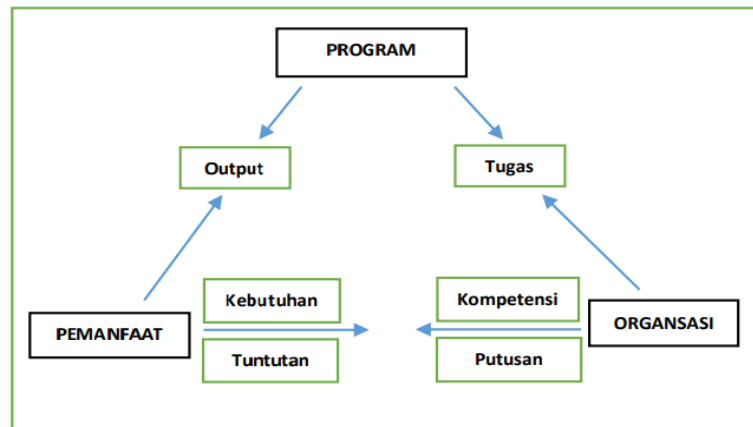 PROGRAM
Output
Tugas
Kebutuhan
Kompetensi
PEMANFAAT
ORGANSASI
Tuntutan
Putusan